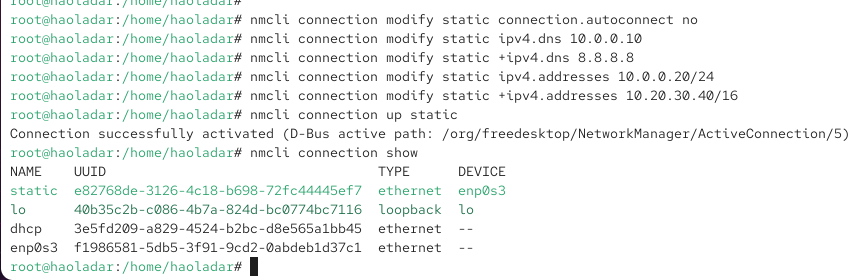 root@haoladar:/home/haoladar#
root@haoladar:/home/haoladar# nmcli connection modify static connection.autoconnect no
root@haoladar:/home/haoladar# nmcli connection modify static ipv4.dns 10.0.0.10
root@haoladar:/home/haoladar# nmcli connection modify static +ipv4.dns 8.8.8.8
root@haoladar:/home/haoladar# nmcli connection modify static ipv4.addresses 10.0.0.20/24
root@haoladar:/home/haoladar# nmcli connection modify static +ipv4.addresses 10.20.30.40/16
root@haoladar:/home/haoladar# nmcli connection up static
Connection successfully activated (D-Bus active path: /org/freedesktop/NetworkManager/ActiveConnection/5)
root@haoladar:/home/haoladar# nmcli connection show
NAME    UUID                                  TYPE      DEVICE
static  e82768de-3126-4c18-b698-72fc44445ef7  ethernet  enp0s3
lo      40b35c2b-c086-4b7a-824d-bc0774bc7116  loopback  lo
dhcp    3e5fd209-a829-4524-b2bc-d8e565a1bb45  ethernet  --
enp0s3  f1986581-5db5-3f91-9cd2-0abdeb1d37c1  ethernet  --
root@haoladar:/home/haoladar#